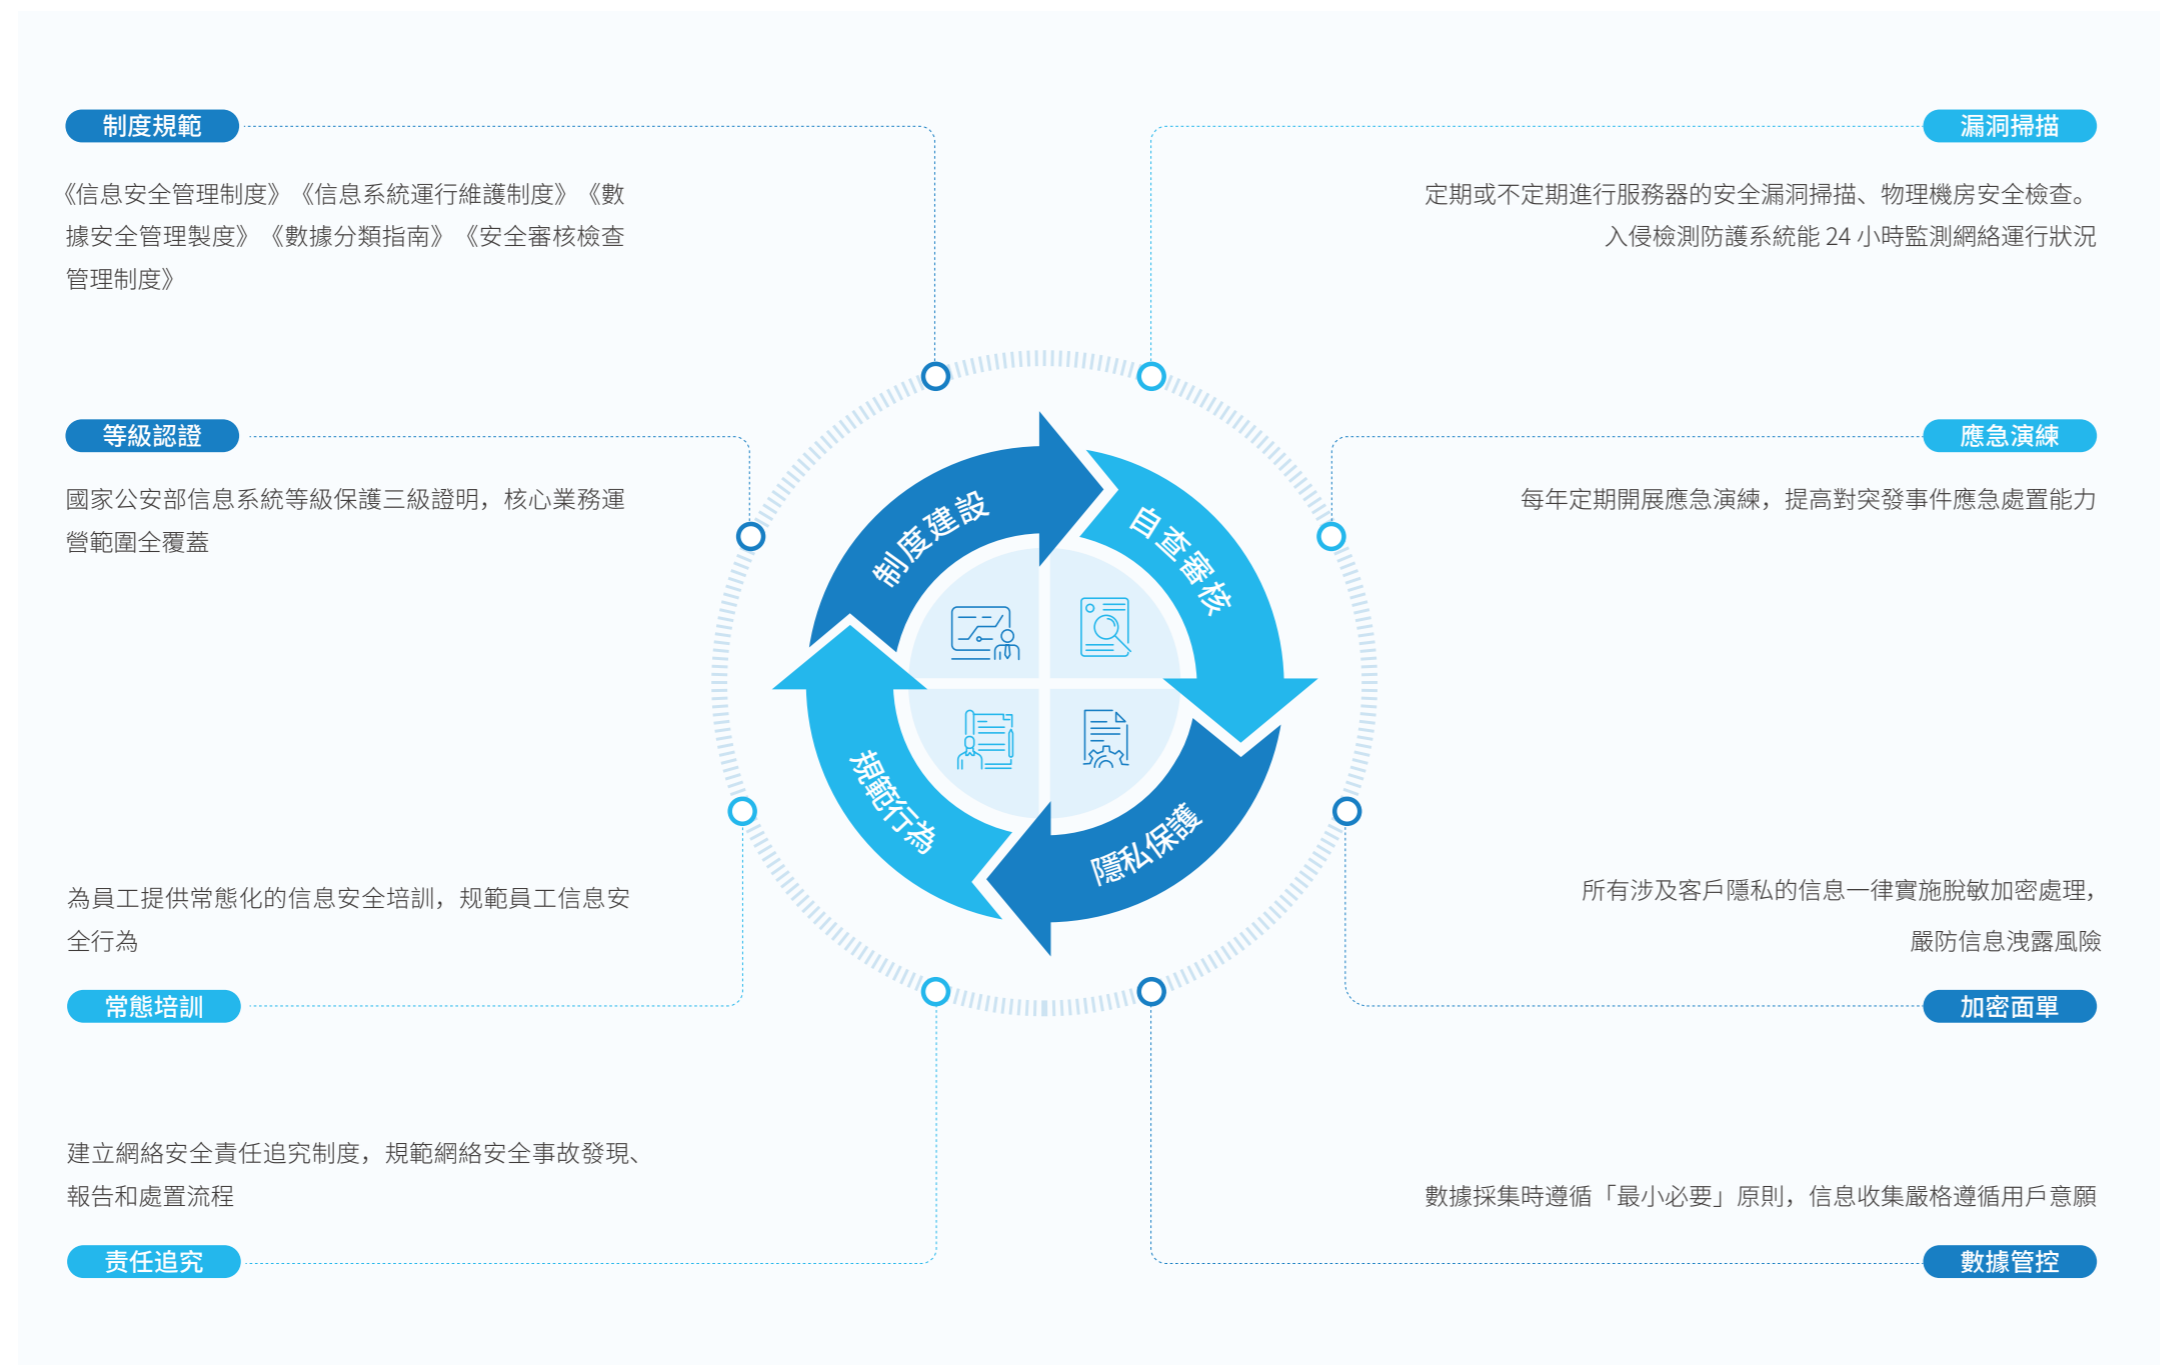 制度規範
《信息安全管理制度》《信息系統運行維護制度》《數
據安全管理製度》《數據分類指南》《安全審核檢查
管理制度》
漏洞掃描
定期或不定期進行服務器的安全漏洞掃描、物理機房安全檢查。
入侵檢測防護系統能 24 小時監測網絡運行狀況
等級認證
國家公安部信息系統等級保護三級證明，核心業務運
營範圍全覆蓋
應急演練
每年定期開展應急演練，提高對突發事件應急處置能力
制度建設
自查審核
規範行為
隱私保護
為員工提供常態化的信息安全培訓，规範員工信息安
全行為
常態培訓
所有涉及客戶隱私的信息一律實施脫敏加密處理，
嚴防信息洩露風險
加密面單
建立網絡安全責任追究制度，規範網絡安全事故發現、
報告和處置流程
责任追究
數據採集時遵循「最小必要」原則，信息收集嚴格遵循用戶意願
數據管控